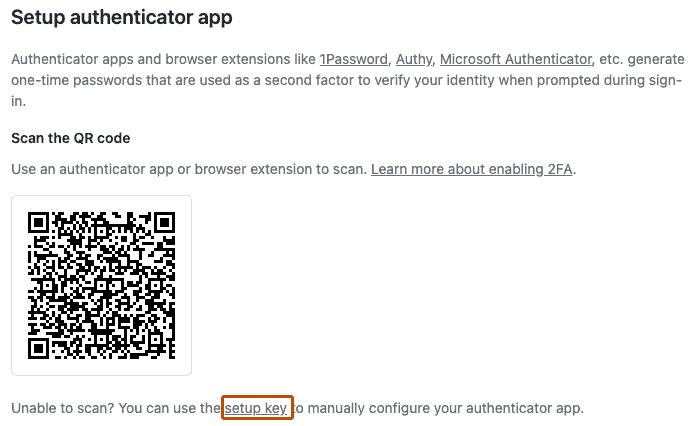 Setup authenticator app
Authenticator apps and browser extensions like 1Password, Authy, Microsoft Authenticator, etc. generate
one-time passwords that are used as a second factor to verify your identity when prompted during sign-
in.
Scan the QR code
Use an authenticator app or browser extension to scan. Learn more about enabling 2FA.
Unable to scan? You can use the setup key to manually configure your authenticator app.